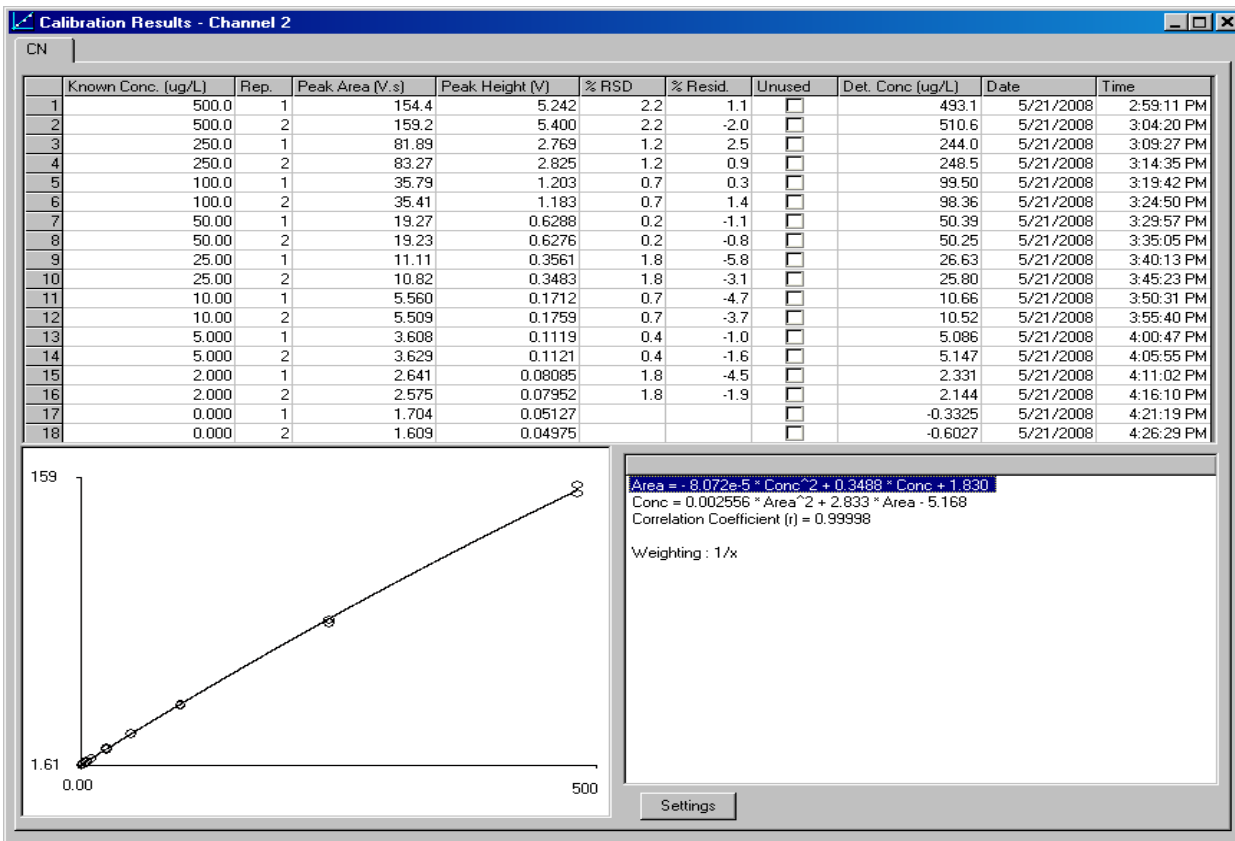 Calibration Results - Channel 2
CN
Known Conc. (ug/L) Rep. Peak Area (V.s) Peak Height (V) % RSD % Resid. Unused Det. Conc (ug/L) Date Time
1 500.0 1 154.4 5.242 2.2 1.1 493.1 5/21/2008 2:59:11 PM
2 500.0 2 159.2 5.400 2.2 -2.0 510.6 5/21/2008 3:04:20 PM
3 250.0 1 81.89 2.769 1.2 2.5 244.0 5/21/2008 3:09:27 PM
4 250.0 2 83.27 2.825 1.2 0.9 248.5 5/21/2008 3:14:35 PM
5 100.0 1 35.79 1.203 0.7 0.3 99.50 5/21/2008 3:19:42 PM
6 100.0 2 35.41 1.183 0.7 1.4 98.36 5/21/2008 3:24:50 PM
7 50.00 1 19.27 0.6288 0.2 -1.1 50.39 5/21/2008 3:29:57 PM
8 50.00 2 19.23 0.6276 0.2 -0.8 50.25 5/21/2008 3:35:05 PM
9 25.00 1 11.11 0.3561 1.8 -5.8 26.63 5/21/2008 3:40:13 PM
10 25.00 2 10.82 0.3483 1.8 -3.1 25.80 5/21/2008 3:45:23 PM
11 10.00 1 5.560 0.1712 0.7 -4.7 10.66 5/21/2008 3:50:31 PM
12 10.00 2 5.509 0.1759 0.7 -3.7 10.52 5/21/2008 3:55:40 PM
13 5.000 1 3.608 0.1119 0.4 -1.0 5.086 5/21/2008 4:00:47 PM
14 5.000 2 3.629 0.1121 0.4 -1.6 5.147 5/21/2008 4:05:55 PM
15 2.000 1 2.641 0.08085 1.8 -4.5 2.331 5/21/2008 4:11:02 PM
16 2.000 2 2.575 0.07952 1.8 -1.9 2.144 5/21/2008 4:16:10 PM
17 0.000 1 1.704 0.05127 -0.3325 5/21/2008 4:21:19 PM
18 0.000 2 1.609 0.04975 -0.6027 5/21/2008 4:26:29 PM
159
1.61
0.00
500
Area = - 8.072e-5 * Conc^2 + 0.3488 * Conc + 1.830
Conc = 0.002556 * Area^2 + 2.833 * Area - 5.168
Correlation Coefficient (r) = 0.99998
Weighting : 1/x
Settings